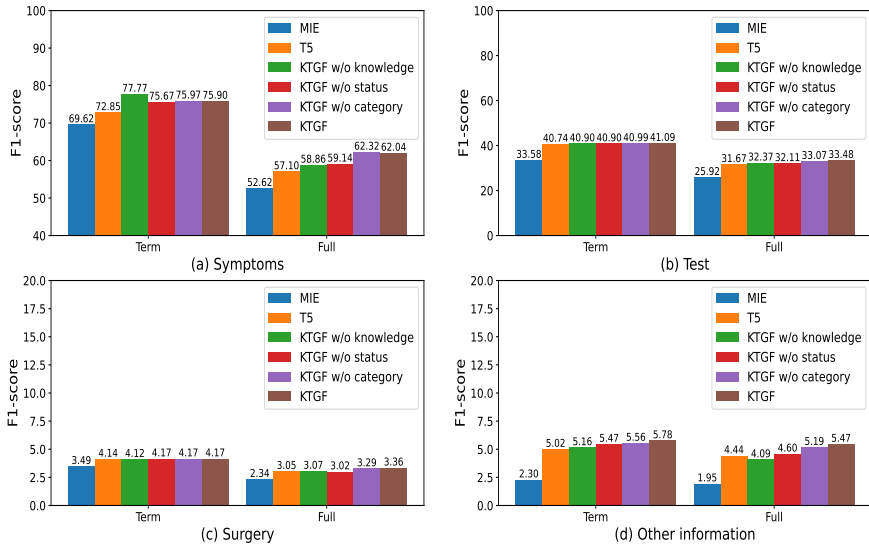 100
90
80
70
60
50
40
F1-score
69.62 72.85 77.77 75.67 75.97 75.90
52.62 57.10 58.86 59.14 62.32 62.04
MIE
T5
KTGF w/o knowledge
KTGF w/o status
KTGF w/o category
KTGF
Term Full
(a) Symptoms
100
80
60
40
20
0
F1-score
33.58 40.74 40.90 40.90 40.99 41.09
25.92 31.67 32.37 32.11 33.07 33.48
MIE
T5
KTGF w/o knowledge
KTGF w/o status
KTGF w/o category
KTGF
Term Full
(b) Test
20.0
17.5
15.0
12.5
10.0
7.5
5.0
2.5
0.0
F1-score
3.49 4.14 4.12 4.17 4.17 4.17
2.34 3.05 3.07 3.02 3.29 3.36
MIE
T5
KTGF w/o knowledge
KTGF w/o status
KTGF w/o category
KTGF
Term Full
(c) Surgery
20.0
17.5
15.0
12.5
10.0
7.5
5.0
2.5
0.0
F1-score
2.30 5.02 5.16 5.47 5.56 5.78
1.95 4.44 4.09 4.60 5.19 5.47
MIE
T5
KTGF w/o knowledge
KTGF w/o status
KTGF w/o category
KTGF
Term Full
(d) Other information